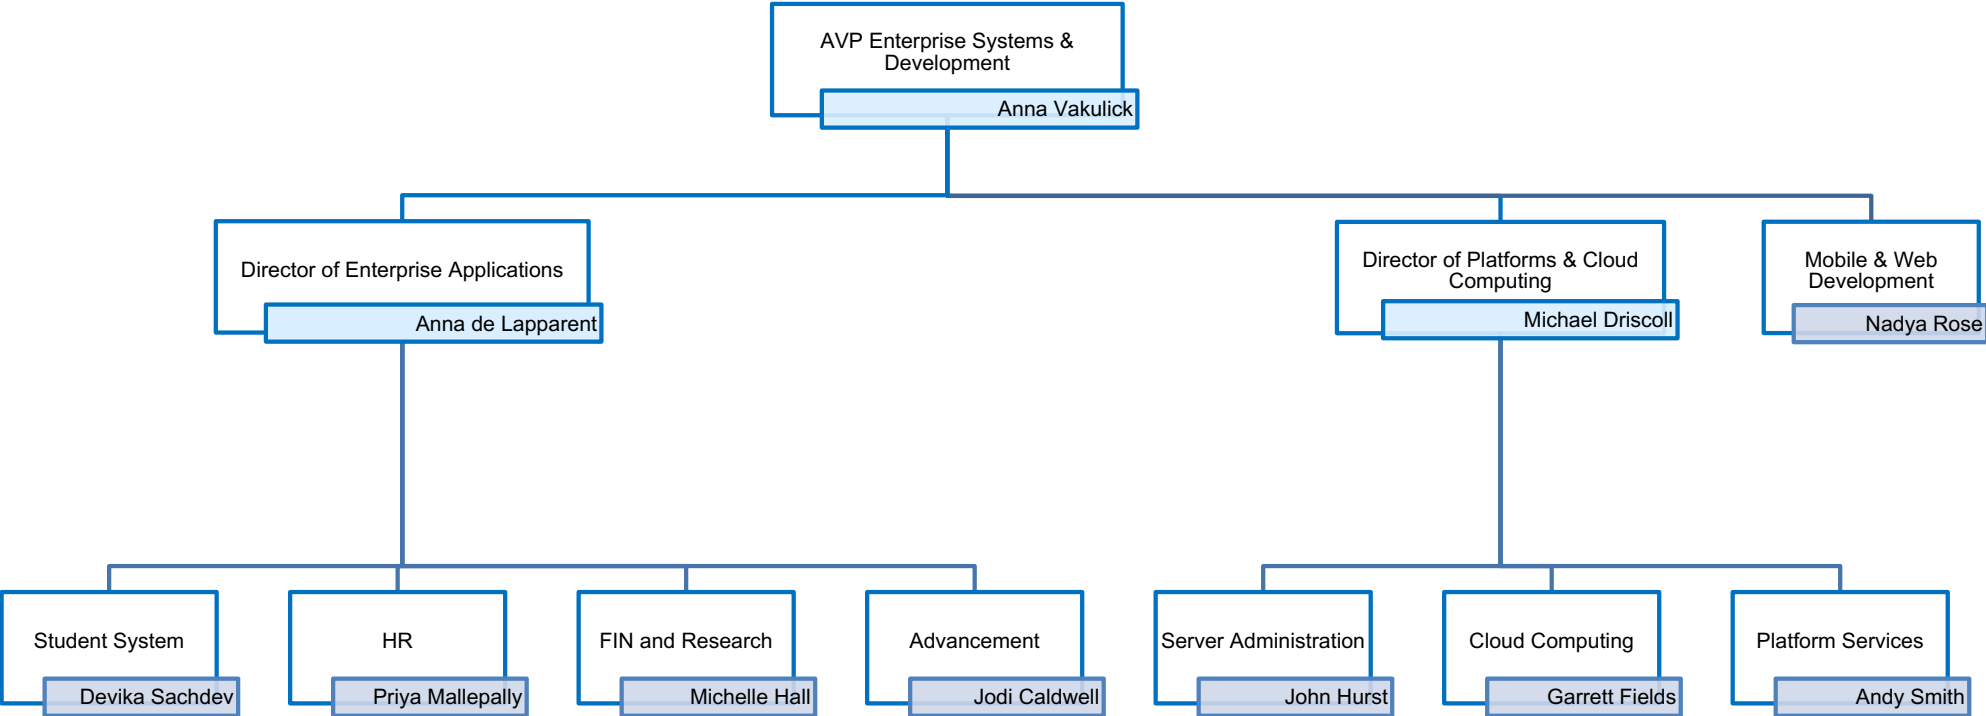 AVP Enterprise Systems &
Development
Anna Vakulick
Director of Enterprise Applications
Anna de Lapparent
Director of Platforms & Cloud
Computing
Michael Driscoll
Mobile & Web
Development
Nadya Rose
Student System
Devika Sachdev
HR
Priya Mallepally
FIN and Research
Michelle Hall
Advancement
Jodi Caldwell
Server Administration
John Hurst
Cloud Computing
Garrett Fields
Platform Services
Andy Smith